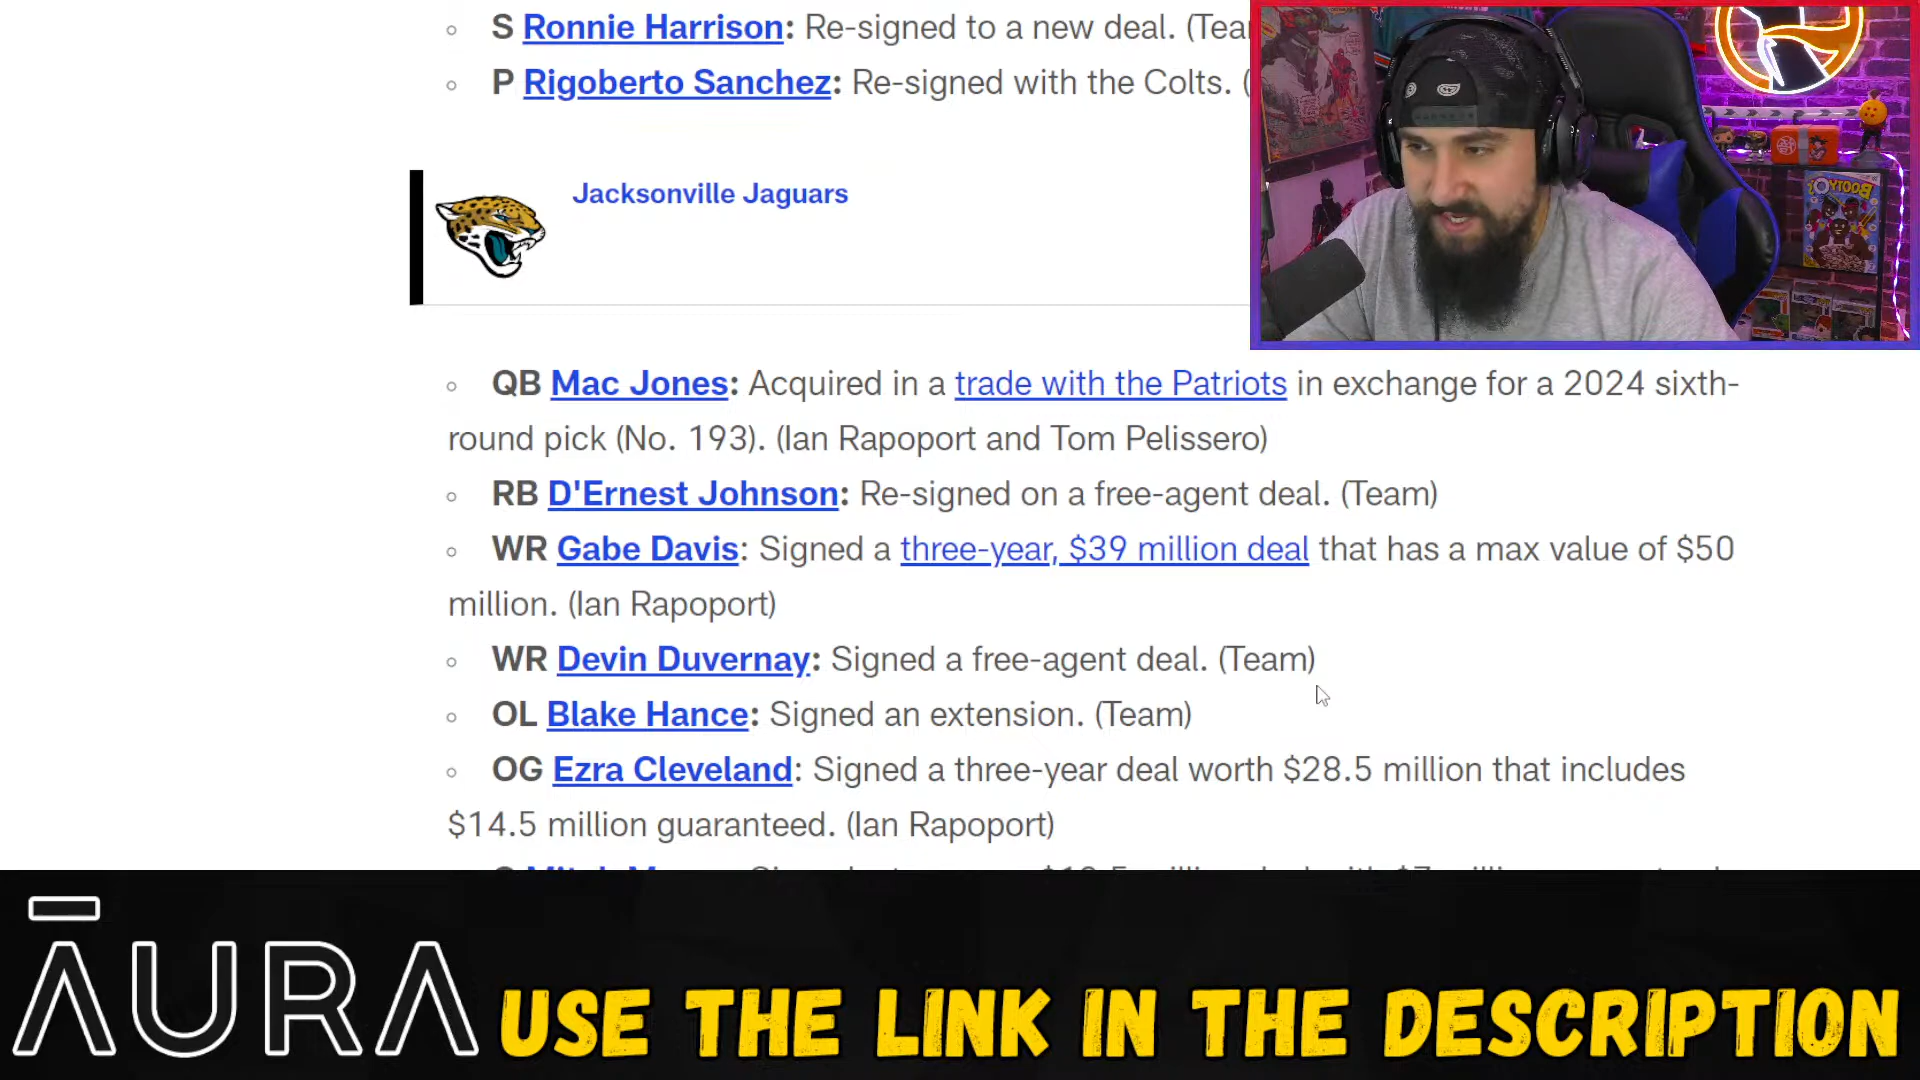 S Ronnie Harrison: Re-signed to a new deal. (Tea
P Rigoberto Sanchez: Re-signed with the Colts. (
Jacksonville Jaguars
QB Mac Jones: Acquired in a trade with the Patriots in exchange for a 2024 sixth-
round pick (No. 193). (Ian Rapoport and Tom Pelissero)
RB D'Ernest Johnson: Re-signed on a free-agent deal. (Team)
WR Gabe Davis: Signed a three-year, $39 million deal that has a max value of $50
million. (Ian Rapoport)
WR Devin Duvernay: Signed a free-agent deal. (Team)
OL Blake Hance: Signed an extension. (Team)
OG Ezra Cleveland: Signed a three-year deal worth $28.5 million that includes
$14.5 million guaranteed. (Ian Rapoport)
AURA USE THE LINK IN THE DESCRIPTION